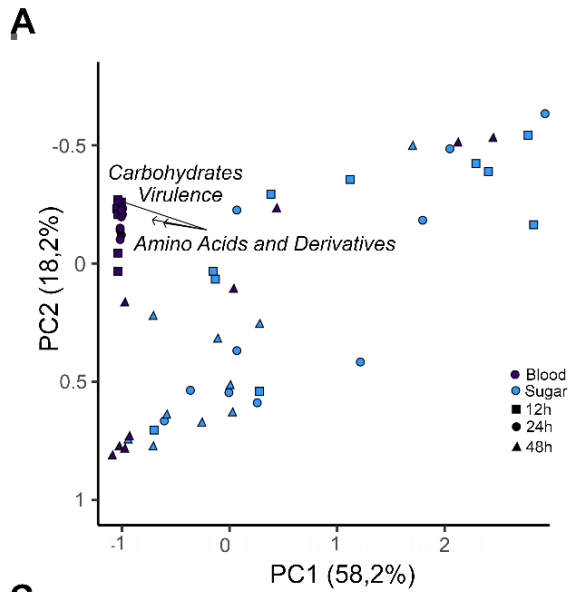 A
-0.5
Carbohydrates
Virulence
Amino Acids and Derivatives
0
0.5
1
PC2 (18,2%)
Blood
Sugar
12h
24h
48h
-1
0
1
2
PC1 (58,2%)